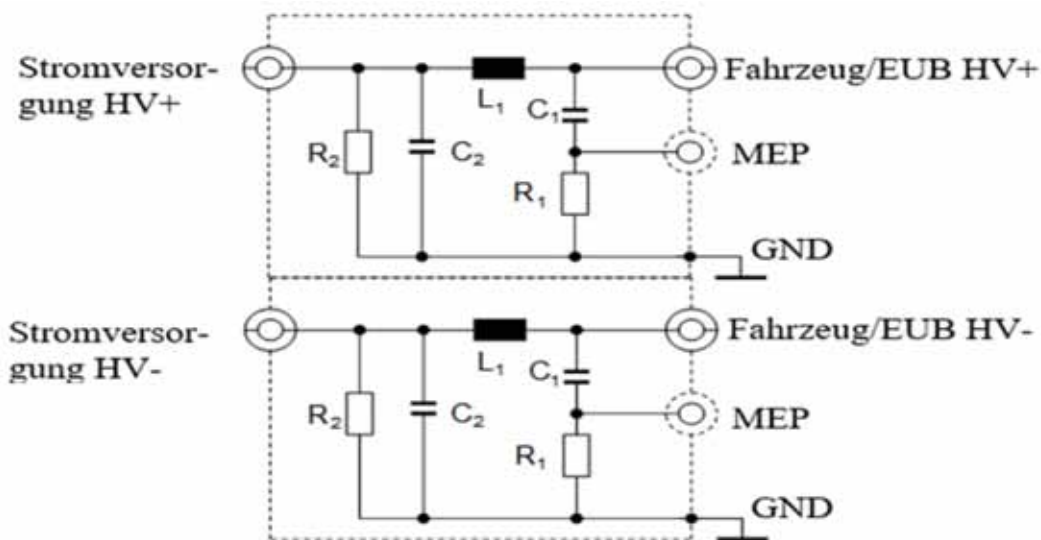 Stromversor-
gung HV+
Fahrzeug/EUB HV+
L₁
C₁
R₂
C₂
MEP
R₁
GND
Stromversor-
gung HV-
Fahrzeug/EUB HV-
L₁
C₁
R₂
C₂
MEP
R₁
GND